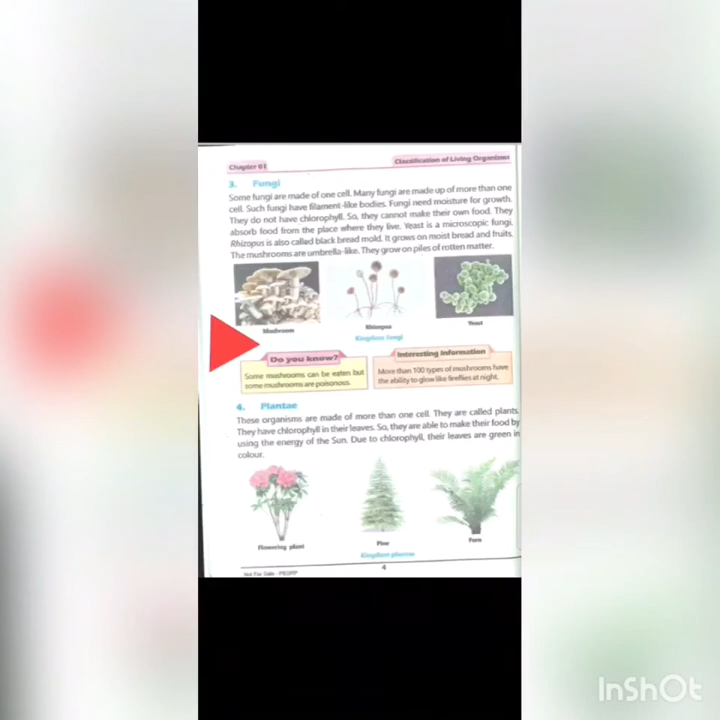 Chapter 01
Classification of Living Organisms
3. Fungi
Some fungi are made of one cell. Many fungi are made up of more than one
cell. Such fungi have filament-like bodies. Fungi need moisture for growth.
They do not have chlorophyll. So, they cannot make their own food. They
absorb food from the place where they live. Yeast is a microscopic fungi.
Rhizopus is also called black bread mold. It grows on moist bread and fruits.
The mushrooms are umbrella-like. They grow on piles of rotten matter.
Mushroom
Rhizopus
Yeast
Kingdom fungi
Do you know?
Some mushrooms can be eaten but
some mushrooms are poisonous.
Interesting Information
More than 100 types of mushrooms have
the ability to glow like fireflies at night.
4. Plantae
These organisms are made of more than one cell. They are called plants.
They have chlorophyll in their leaves. So, they are able to make their food by
using the energy of the Sun. Due to chlorophyll, their leaves are green in
colour.
Flowering plant
Pine
Fern
Kingdom plantae
4
Not For Sale - PESRP
InShOt